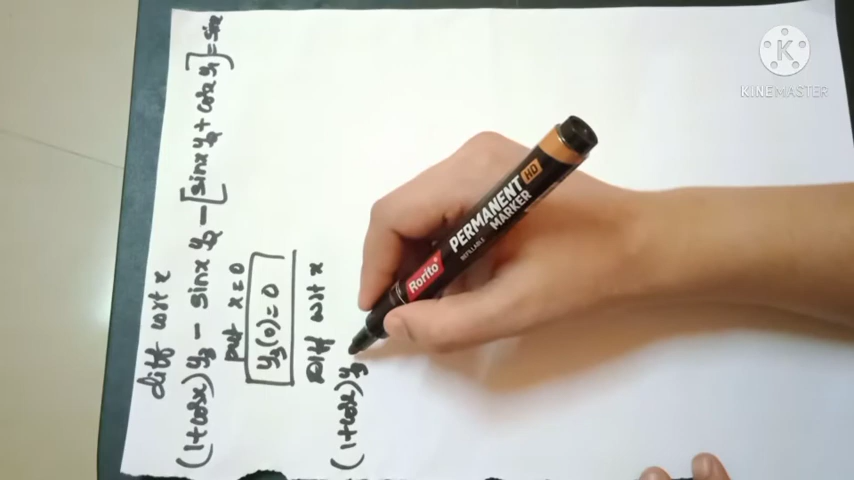 diff wrt x
(1+cosx)y₃ - sinx y₂ - [sinx y₂ + cosx y₁] = sinx
put x=0
y₃(0)=0
Diff wrt x
(1+cosx)y₃
Rorito
PERMANENT HD
MARKER
REFILLABLE
K
KINEMASTER